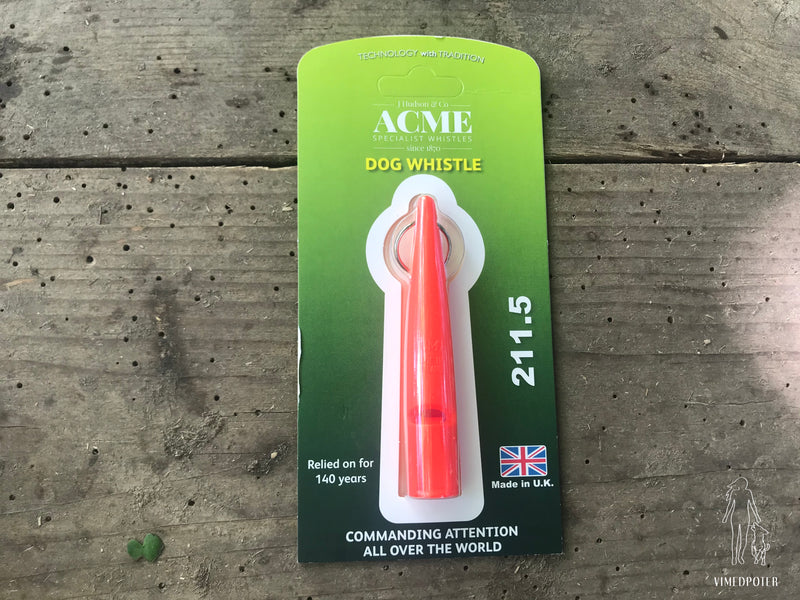 TECHNOLOGY with TRADITION
J Hudson & Co
ACME
SPECIALIST WHISTLES
since 1870
DOG WHISTLE
211.5
Relied on for
140 years
Made in U.K.
COMMANDING ATTENTION
ALL OVER THE WORLD
VIMEDPOTER